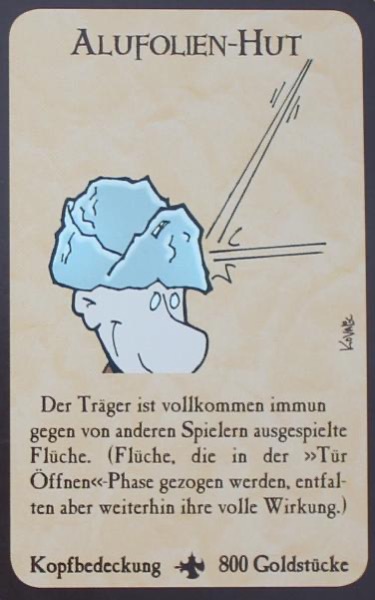 Alufolien-Hut
Kovalic
Der Träger ist vollkommen immun
gegen von anderen Spielern ausgespielte
Flüche. (Flüche, die in der »Tür
Öffnen«-Phase gezogen werden, entfal-
ten aber weiterhin ihre volle Wirkung.)
Kopfbedeckung 800 Goldstücke